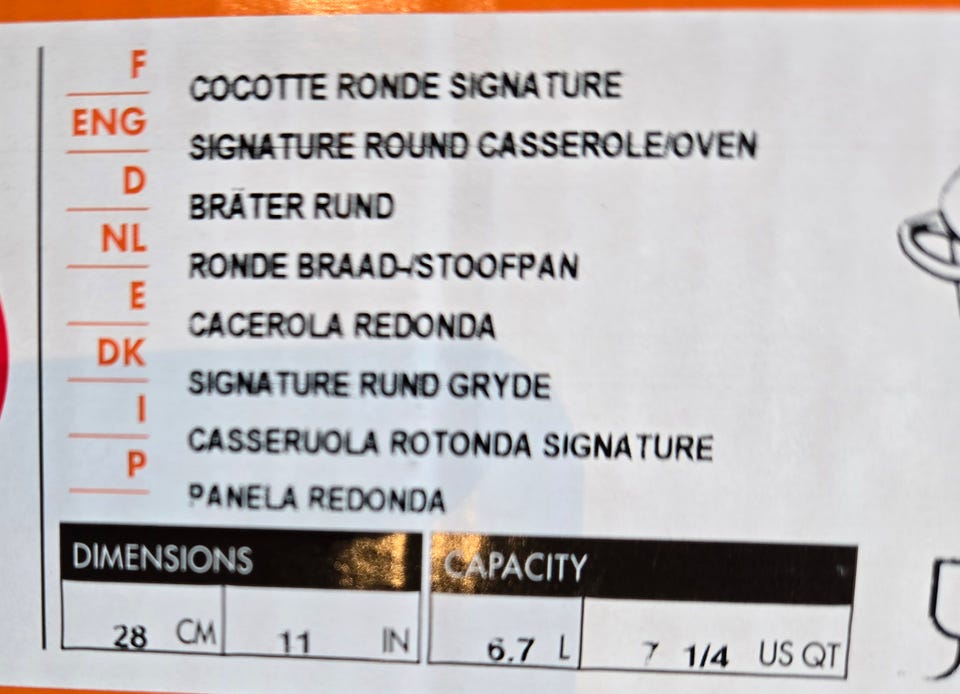 F COCOTTE RONDE SIGNATURE
ENG SIGNATURE ROUND CASSEROLE/OVEN
D BRÄTER RUND
NL RONDE BRAAD-/STOOFPAN
E CACEROLA REDONDA
DK SIGNATURE RUND GRYDE
I CASSERUOLA ROTONDA SIGNATURE
P PANELA REDONDA
DIMENSIONS CAPACITY
28 CM 11 IN 6.7 L 7 1/4 US QT